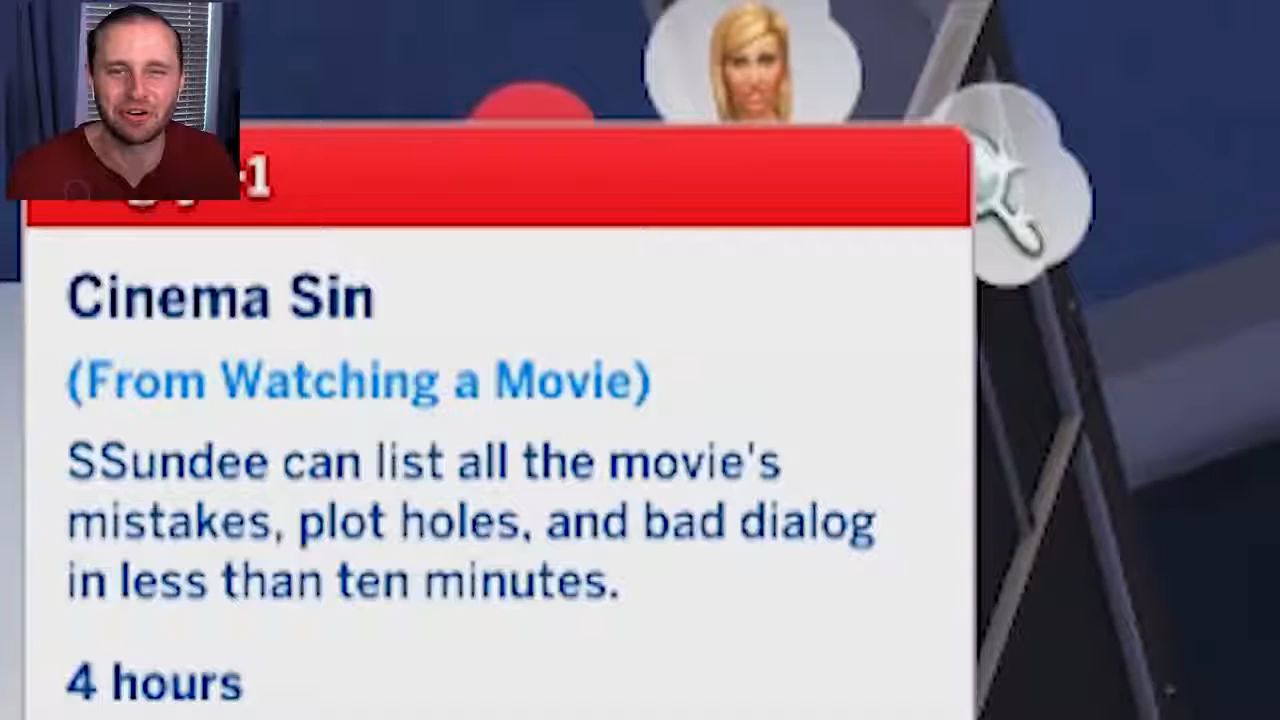 +1
Cinema Sin
(From Watching a Movie)
SSundee can list all the movie's
mistakes, plot holes, and bad dialog
in less than ten minutes.
4 hours